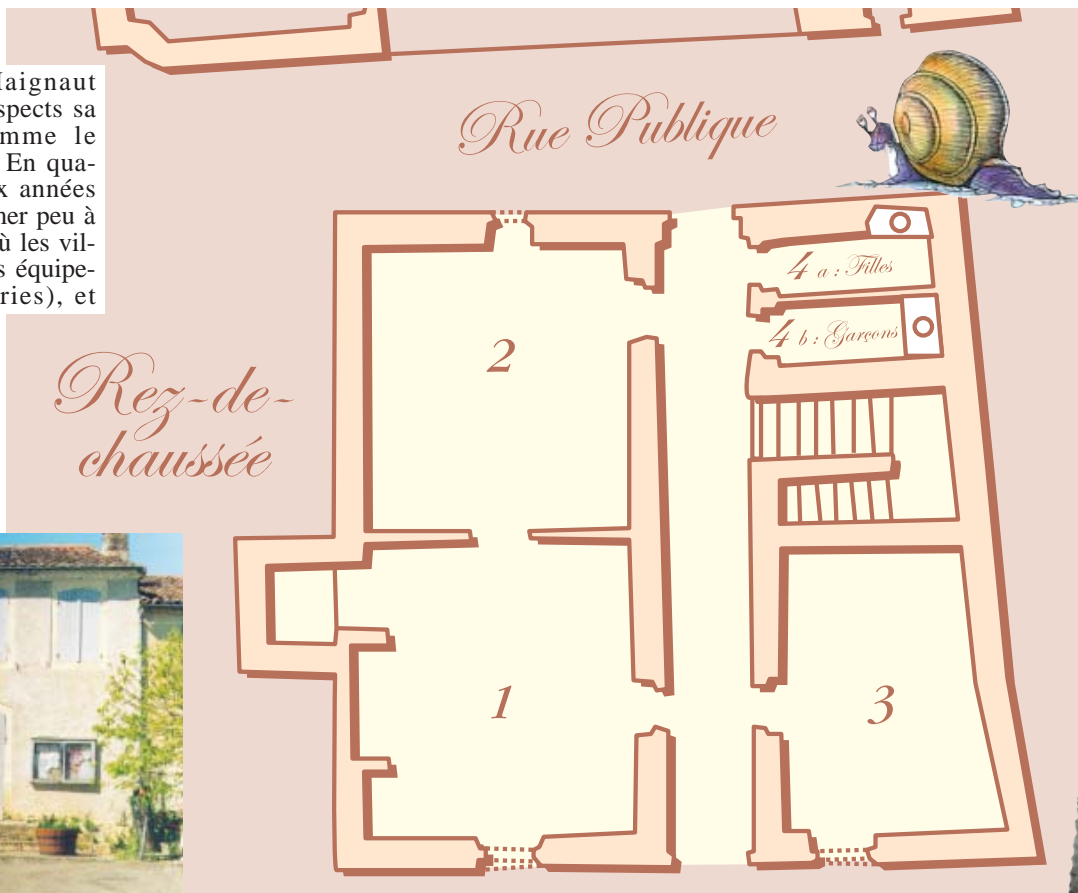 aignaut
spects sa
mme le
En qua-
x années
ner peu à
ù les vil-
s équipe-
ries), et
Rue Publique
4 a : Filles
4 b : Garçons
2
Rez-de-
chaussée
1
3